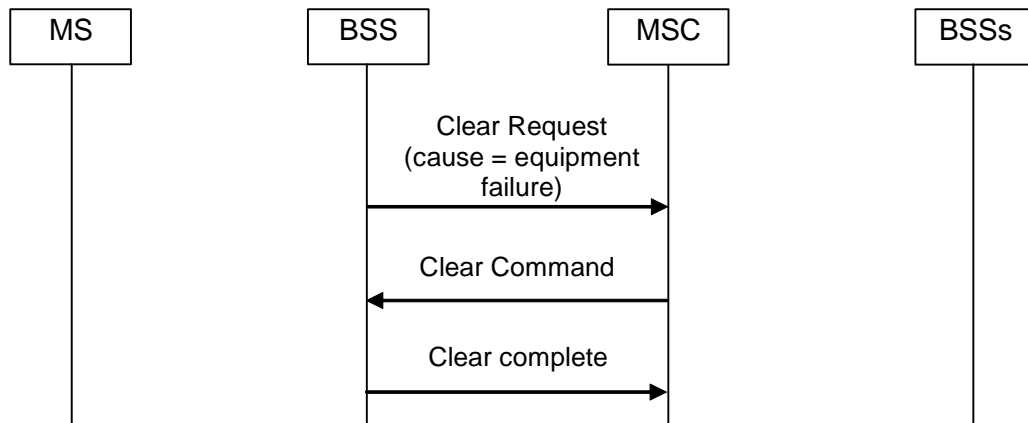 MS
BSS
MSC
BSSs
Clear Request
(cause = equipment
failure)
Clear Command
Clear complete